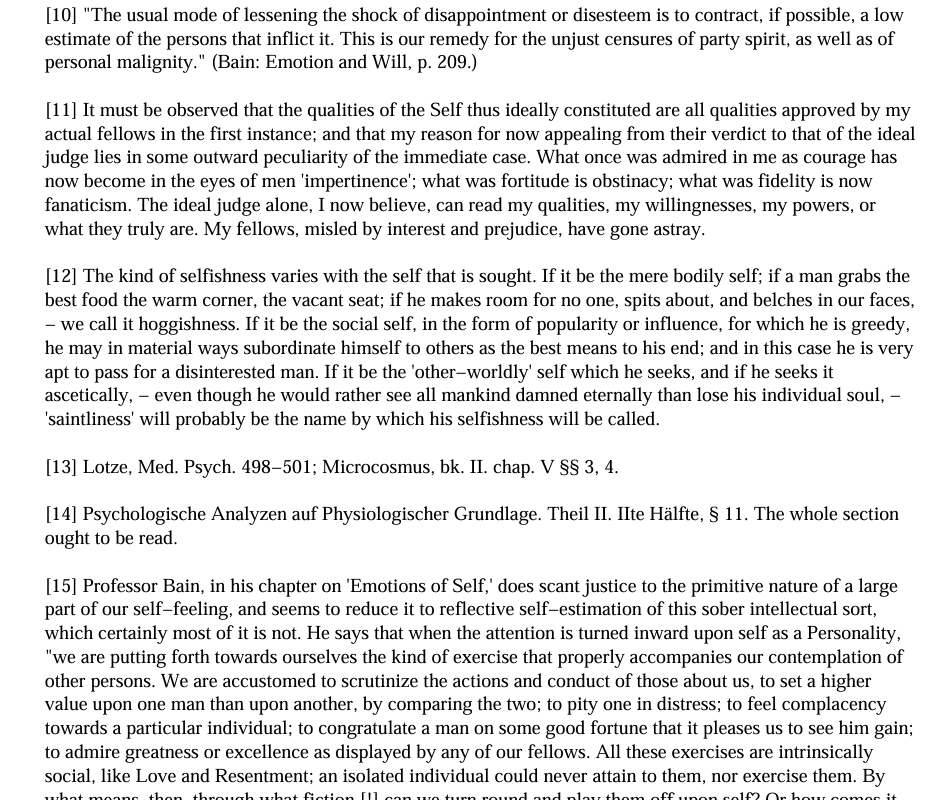 [10] "The usual mode of lessening the shock of disappointment or disesteem is to contract, if possible, a low
estimate of the persons that inflict it. This is our remedy for the unjust censures of party spirit, as well as of
personal malignity." (Bain: Emotion and Will, p. 209.)
[11] It must be observed that the qualities of the Self thus ideally constituted are all qualities approved by my
actual fellows in the first instance; and that my reason for now appealing from their verdict to that of the ideal
judge lies in some outward peculiarity of the immediate case. What once was admired in me as courage has
now become in the eyes of men 'impertinence'; what was fortitude is obstinacy; what was fidelity is now
fanaticism. The ideal judge alone, I now believe, can read my qualities, my willingnesses, my powers, or
what they truly are. My fellows, misled by interest and prejudice, have gone astray.
[12] The kind of selfishness varies with the self that is sought. If it be the mere bodily self; if a man grabs the
best food the warm corner, the vacant seat; if he makes room for no one, spits about, and belches in our faces,
– we call it hoggishness. If it be the social self, in the form of popularity or influence, for which he is greedy,
he may in material ways subordinate himself to others as the best means to his end; and in this case he is very
apt to pass for a disinterested man. If it be the 'other–worldly' self which he seeks, and if he seeks it
ascetically, – even though he would rather see all mankind damned eternally than lose his individual soul, –
'saintliness' will probably be the name by which his selfishness will be called.
[13] Lotze, Med. Psych. 498–501; Microcosmus, bk. II. chap. V §§ 3, 4.
[14] Psychologische Analyzen auf Physiologischer Grundlage. Theil II. IIte Hälfte, § 11. The whole section
ought to be read.
[15] Professor Bain, in his chapter on 'Emotions of Self,' does scant justice to the primitive nature of a large
part of our self–feeling, and seems to reduce it to reflective self–estimation of this sober intellectual sort,
which certainly most of it is not. He says that when the attention is turned inward upon self as a Personality,
"we are putting forth towards ourselves the kind of exercise that properly accompanies our contemplation of
other persons. We are accustomed to scrutinize the actions and conduct of those about us, to set a higher
value upon one man than upon another, by comparing the two; to pity one in distress; to feel complacency
towards a particular individual; to congratulate a man on some good fortune that it pleases us to see him gain;
to admire greatness or excellence as displayed by any of our fellows. All these exercises are intrinsically
social, like Love and Resentment; an isolated individual could never attain to them, nor exercise them. By
what means, then, through what fiction [!] can we turn round and play them off upon self? Or how comes it